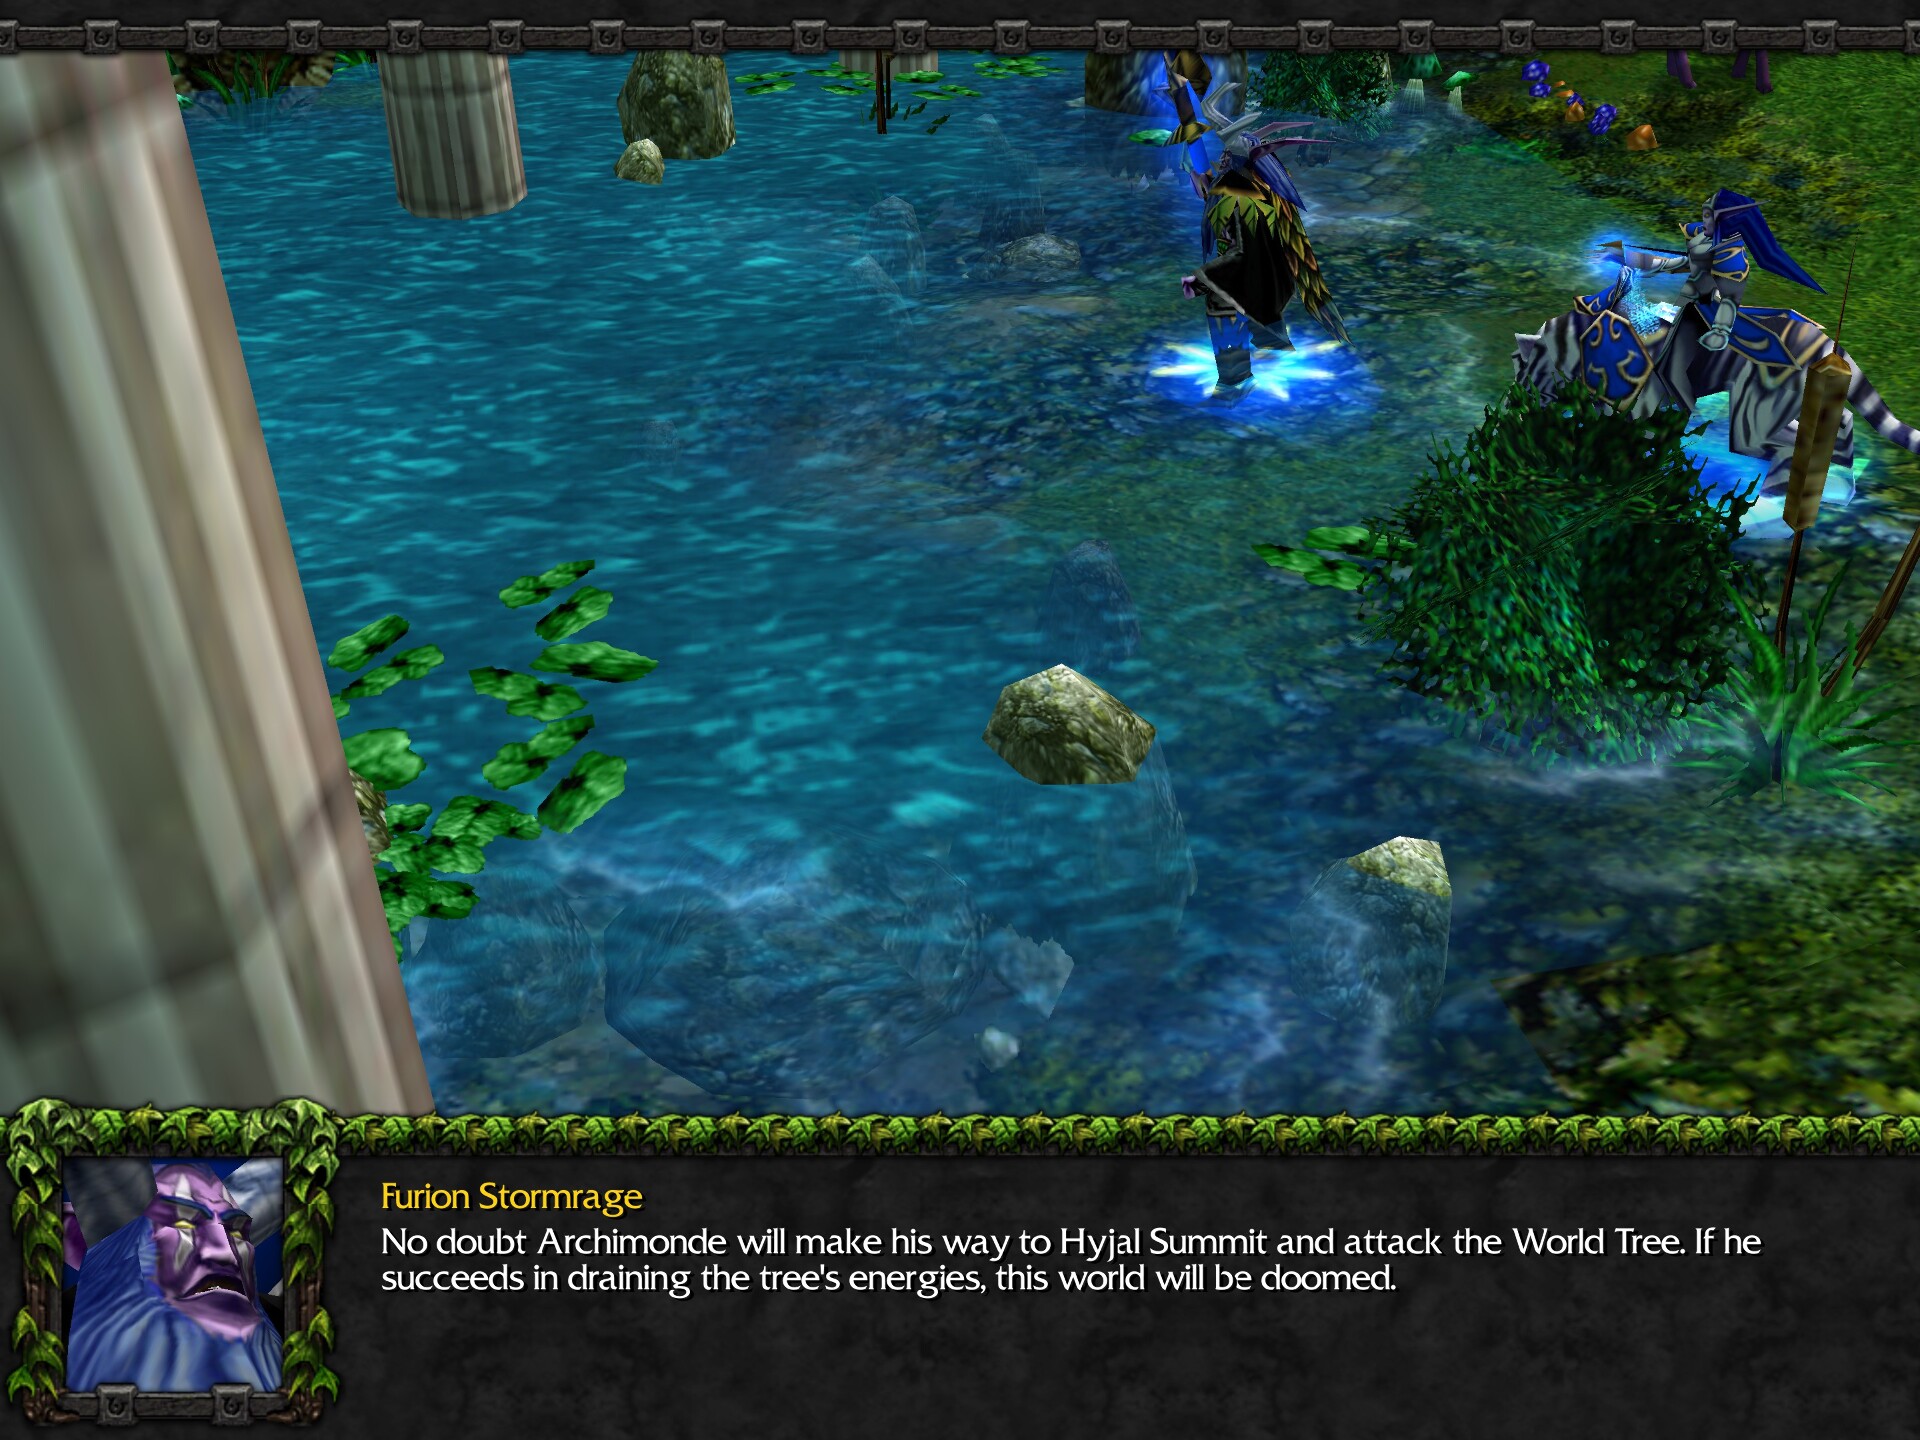 Furion Stormrage
No doubt Archimonde will make his way to Hyjal Summit and attack the World Tree. If he
succeeds in draining the tree's energies, this world will be doomed.